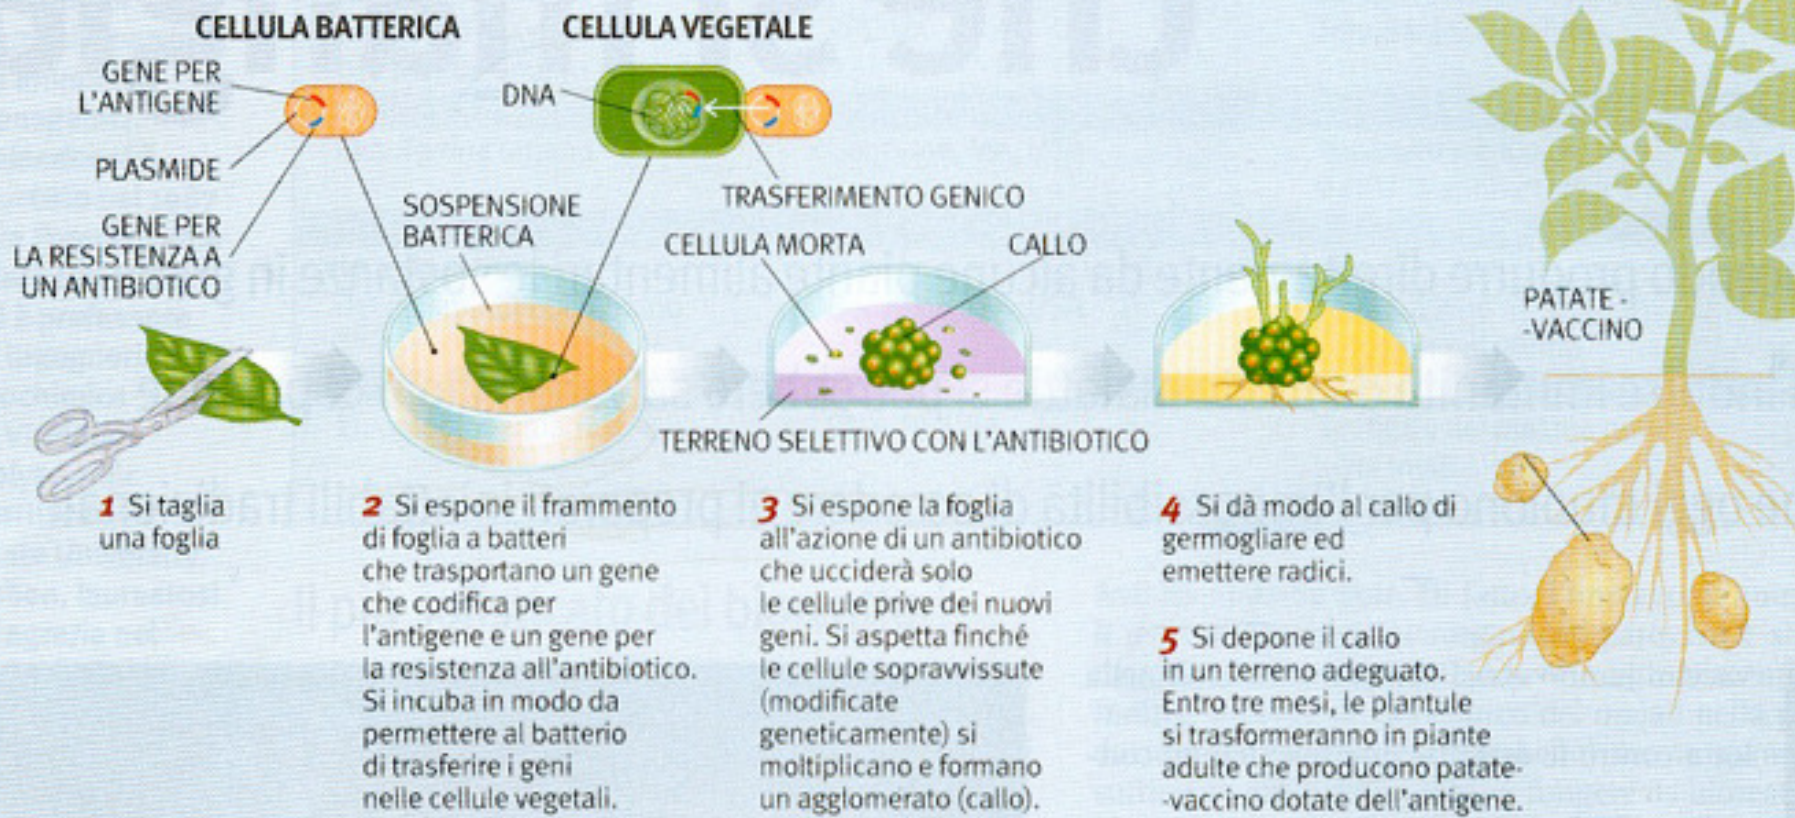 CELLULA BATTERICA
CELLULA VEGETALE
GENE PER
L'ANTIGENE
PLASMIDE
GENE PER
LA RESISTENZA A
UN ANTIBIOTICO
DNA
TRASFERIMENTO GENICO
SOSPENSIONE
BATTERICA
CELLULA MORTA
CALLO
TERRENO SELETTIVO CON L'ANTIBIOTICO
PATATE -
-VACCINO
1 Si taglia
una foglia
2 Si espone il frammento
di foglia a batteri
che trasportano un gene
che codifica per
l'antigene e un gene per
la resistenza all'antibiotico.
Si incuba in modo da
permettere al batterio
di trasferire i geni
nelle cellule vegetali.
3 Si espone la foglia
all'azione di un antibiotico
che ucciderà solo
le cellule prive dei nuovi
geni. Si aspetta finché
le cellule sopravvissute
(modificate
geneticamente) si
moltiplicano e formano
un agglomerato (callo).
4 Si dà modo al callo di
germogliare ed
emettere radici.
5 Si depone il callo
in un terreno adeguato.
Entro tre mesi, le plantule
si trasformeranno in piante
adulte che producono patate-
-vaccino dotate dell'antigene.